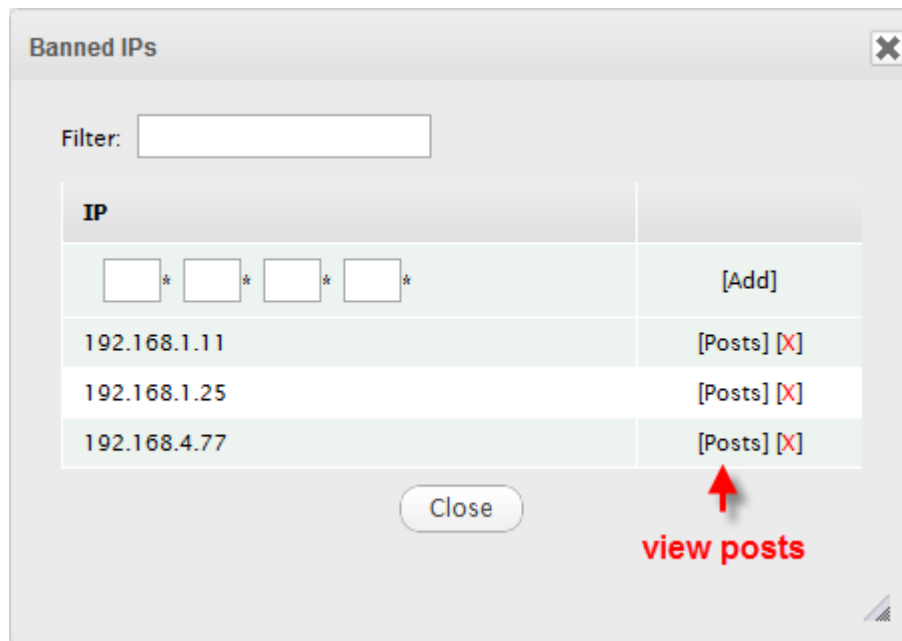 Banned IPs
Filter:
IP
* * * * [Add]
192.168.1.11 [Posts] [X]
192.168.1.25 [Posts] [X]
192.168.4.77 [Posts] [X]
Close
view posts